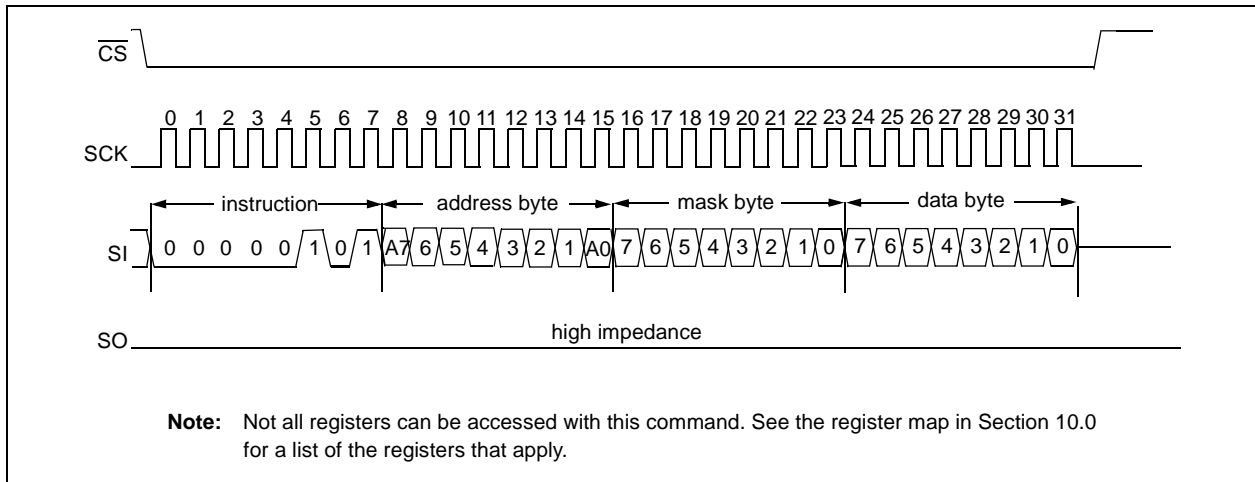 CS
0 1 2 3 4 5 6 7 8 9 10 11 12 13 14 15 16 17 18 19 20 21 22 23 24 25 26 27 28 29 30 31
SCK
instruction address byte mask byte data byte
SI 0 0 0 0 0 1 0 1 A7 6 5 4 3 2 1 A0 7 6 5 4 3 2 1 0 7 6 5 4 3 2 1 0
high impedance
SO
Note: Not all registers can be accessed with this command. See the register map in Section 10.0
for a list of the registers that apply.